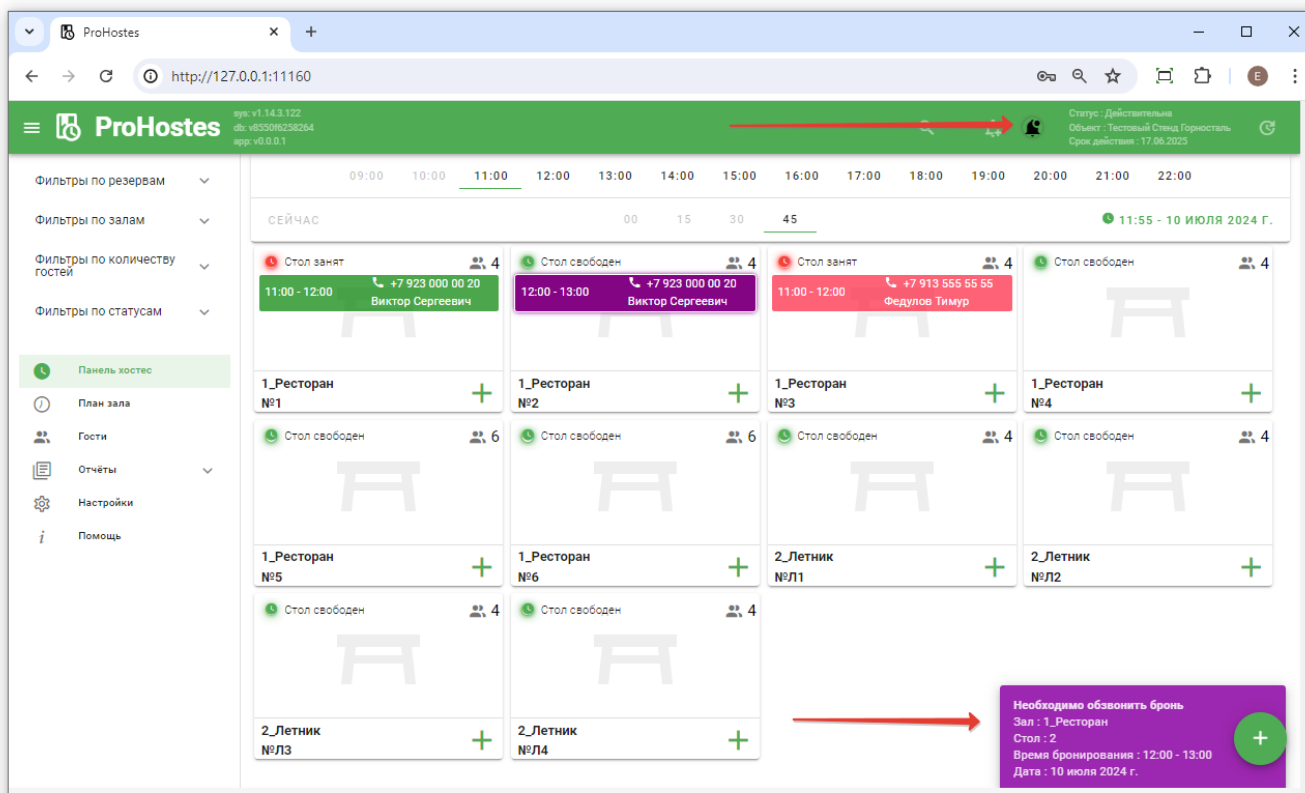 ProHostes
http://127.0.0.1:11160
E
ProHostes
sys: v1.14.3.122
db: v8550f6258264
app: v0.0.0.1
Статус : Действительна
Объект : Тестовый Стенд Горносталь
Срок действия : 17.06.2025
Фильтры по резервам
Фильтры по залам
Фильтры по количеству
гостей
Фильтры по статусам
Панель хостес
План зала
Гости
Отчёты
Настройки
i Помощь
09:00 10:00 11:00 12:00 13:00 14:00 15:00 16:00 17:00 18:00 19:00 20:00 21:00 22:00
СЕЙЧАС 00 15 30 45 11:55 - 10 ИЮЛЯ 2024 Г.
Стол занят 4
11:00 - 12:00 +7 923 000 00 20
Виктор Сергеевич
1_Ресторан
№1
Стол свободен 4
12:00 - 13:00 +7 923 000 00 20
Виктор Сергеевич
1_Ресторан
№2
Стол занят 4
11:00 - 12:00 +7 913 555 55 55
Федулов Тимур
1_Ресторан
№3
Стол свободен 4
1_Ресторан
№4
Стол свободен 6
1_Ресторан
№5
Стол свободен 6
1_Ресторан
№6
Стол свободен 4
2_Летник
№Л1
Стол свободен 4
2_Летник
№Л2
Стол свободен 4
2_Летник
№Л3
Стол свободен 4
2_Летник
№Л4
Необходимо обзвонить бронь
Зал : 1_Ресторан
Стол : 2
Время бронирования : 12:00 - 13:00
Дата : 10 июля 2024 г.